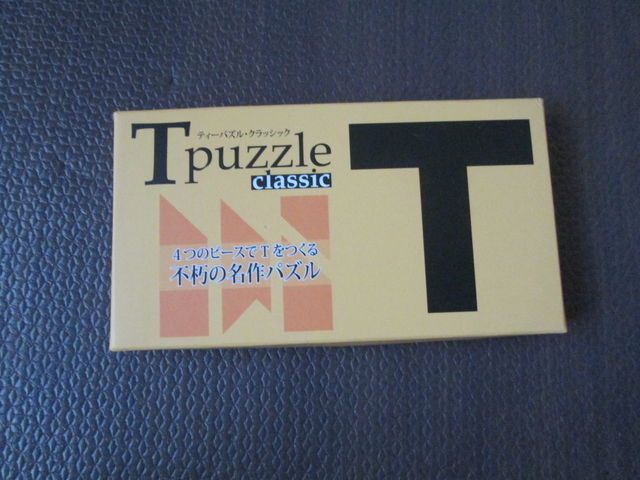 ティーパズル・クラッシック
Tpuzzle
classic
4つのピースでTをつくる
不朽の名作パズル
T